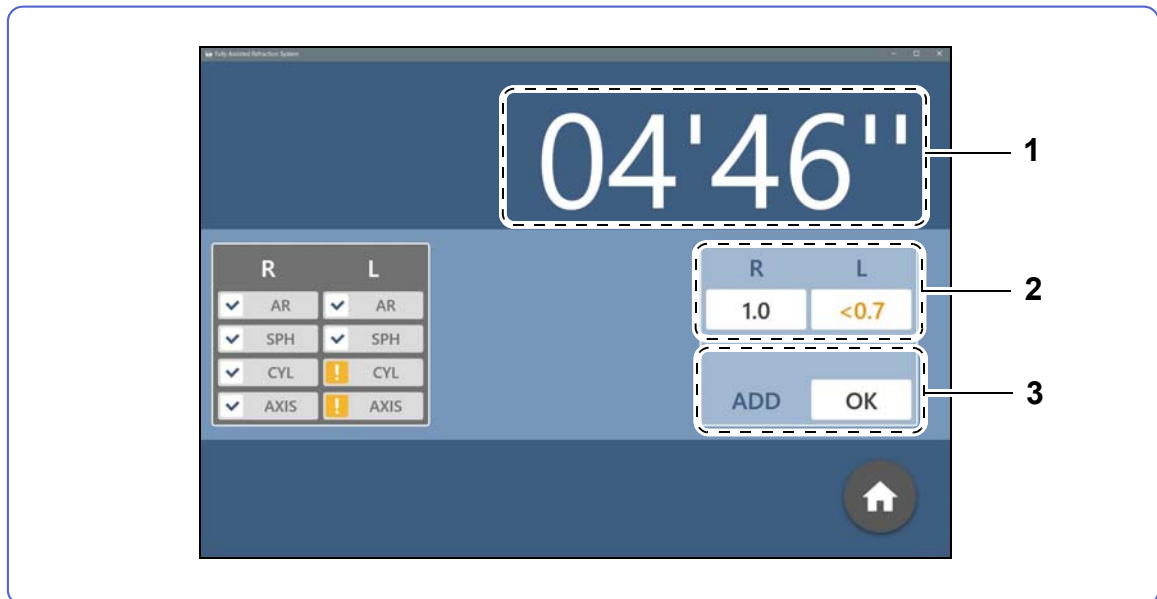 Fully Assisted Refraction System
04'46''
1
R L
AR AR
SPH SPH
CYL ! CYL
AXIS ! AXIS
R L
1.0 <0.7
2
ADD OK
3